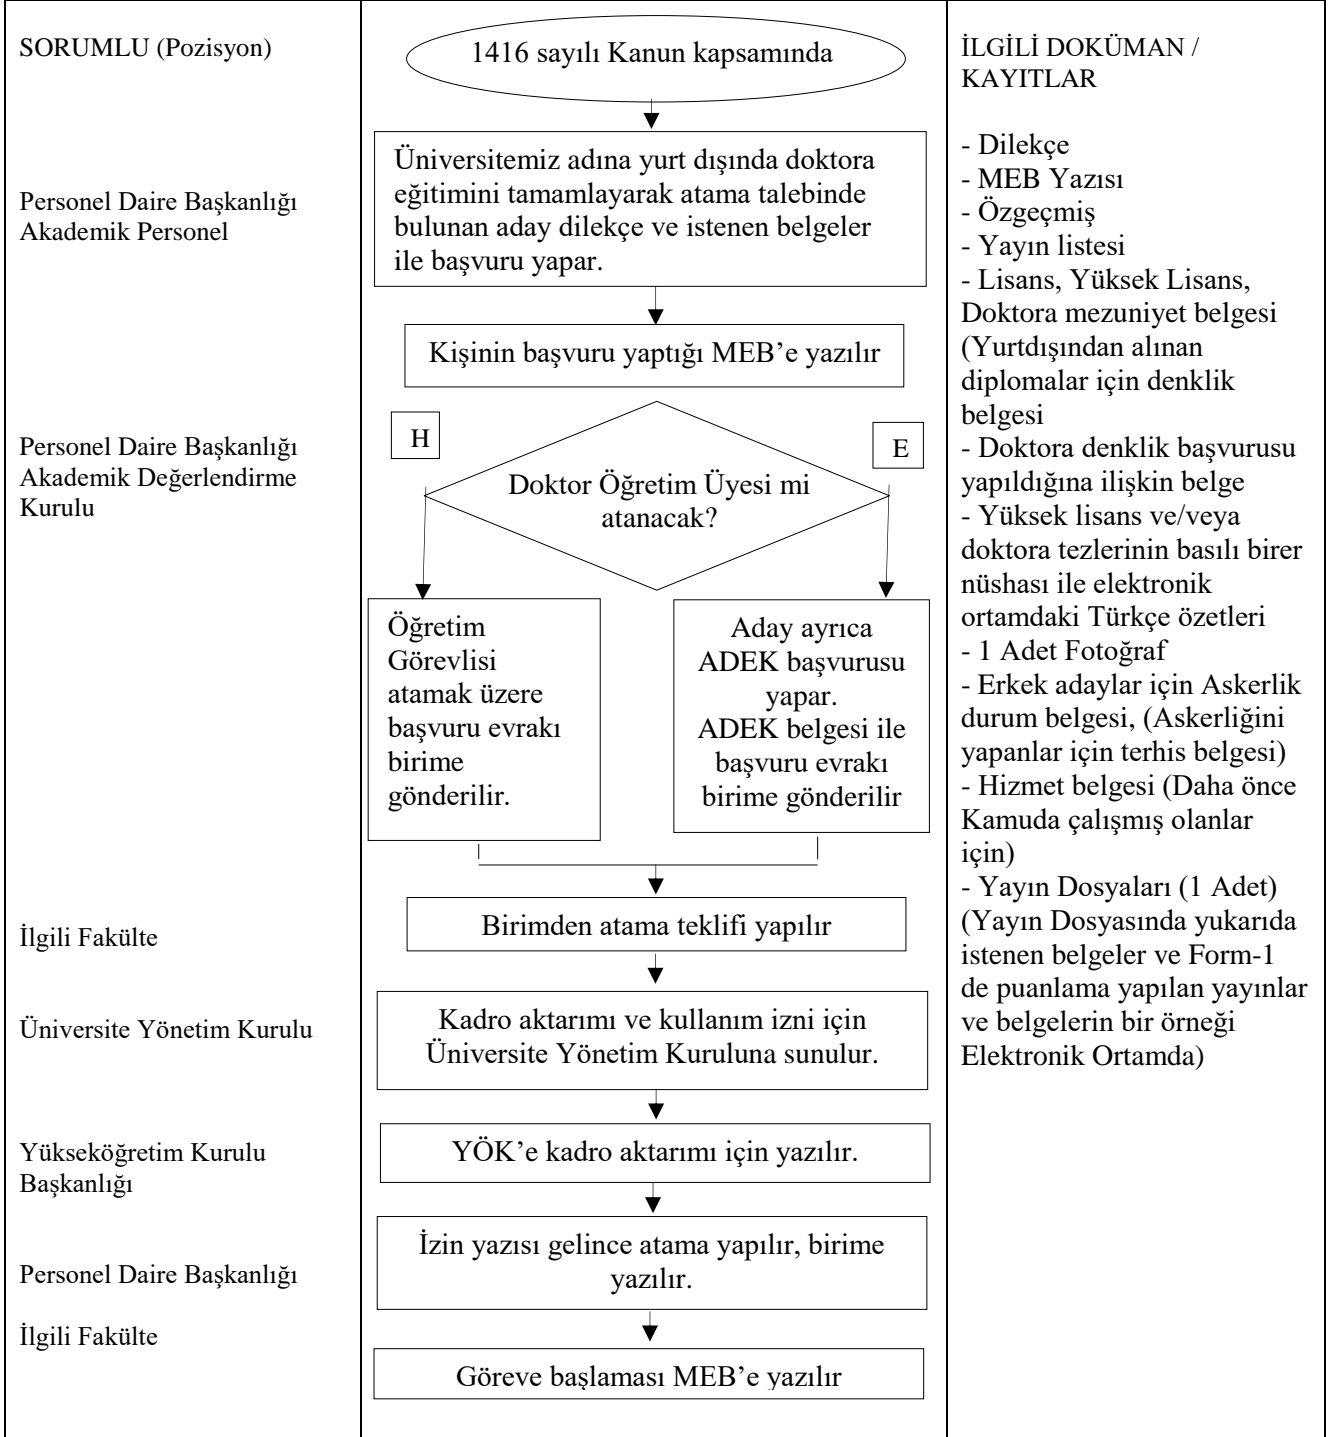 SORUMLU (Pozisyon)
Personel Daire Başkanlığı
Akademik Personel
Personel Daire Başkanlığı
Akademik Değerlendirme
Kurulu
İlgili Fakülte
Üniversite Yönetim Kurulu
Yükseköğretim Kurulu
Başkanlığı
Personel Daire Başkanlığı
İlgili Fakülte
1416 sayılı Kanun kapsamında
Üniversitemiz adına yurt dışında doktora
eğitimini tamamlayarak atama talebinde
bulunan aday dilekçe ve istenen belgeler
ile başvuru yapar.
Kişinin başvuru yaptığı MEB’e yazılır
H
E
Doktor Öğretim Üyesi mi
atanacak?
Öğretim
Görevlisi
atamak üzere
başvuru evrakı
birime
gönderilir.
Aday ayrıca
ADEK başvurusu
yapar.
ADEK belgesi ile
başvuru evrakı
birime gönderilir
Birimden atama teklifi yapılır
Kadro aktarımı ve kullanım izni için
Üniversite Yönetim Kuruluna sunulur.
YÖK’e kadro aktarımı için yazılır.
İzin yazısı gelince atama yapılır, birime
yazılır.
Göreve başlaması MEB’e yazılır
İLGİLİ DOKÜMAN /
KAYITLAR
- Dilekçe
- MEB Yazısı
- Özgeçmiş
- Yayın listesi
- Lisans, Yüksek Lisans,
Doktora mezuniyet belgesi
(Yurtdışından alınan
diplomalar için denklik
belgesi
- Doktora denklik başvurusu
yapıldığına ilişkin belge
- Yüksek lisans ve/veya
doktora tezlerinin basılı birer
nüshası ile elektronik
ortamdaki Türkçe özetleri
- 1 Adet Fotoğraf
- Erkek adaylar için Askerlik
durum belgesi, (Askerliğini
yapanlar için terhis belgesi)
- Hizmet belgesi (Daha önce
Kamuda çalışmış olanlar
için)
- Yayın Dosyaları (1 Adet)
(Yayın Dosyasında yukarıda
istenen belgeler ve Form-1
de puanlama yapılan yayınlar
ve belgelerin bir örneği
Elektronik Ortamda)